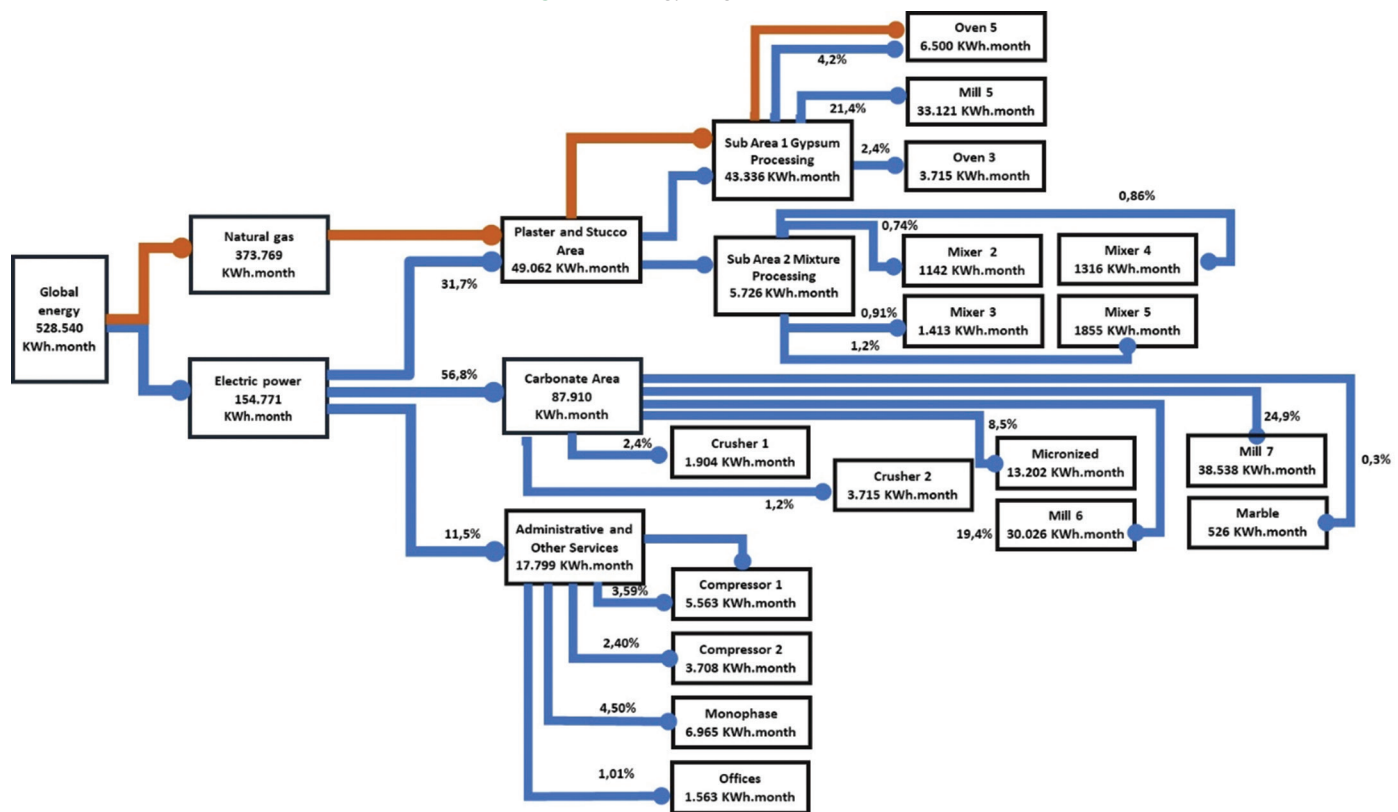 Global
energy
528.540
KWh.month
Natural gas
373.769
KWh.month
Electric power
154.771
KWh.month
31,7%
56,8%
11,5%
Plaster and Stucco
Area
49.062 KWh.month
Sub Area 1 Gypsum
Processing
43.336 KWh.month
4,2%
Oven 5
6.500 KWh.month
21,4%
Mill 5
33.121 KWh.month
2,4%
Oven 3
3.715 KWh.month
Sub Area 2 Mixture
Processing
5.726 KWh.month
0,86%
0,74%
Mixer 2
1142 KWh.month
Mixer 4
1316 KWh.month
0,91%
Mixer 3
1.413 KWh.month
1,2%
Mixer 5
1855 KWh.month
Carbonate Area
87.910
KWh.month
2,4%
Crusher 1
1.904 KWh.month
1,2%
Crusher 2
3.715 KWh.month
8,5%
Micronized
13.202 KWh.month
19,4%
Mill 6
30.026 KWh.month
24,9%
Mill 7
38.538 KWh.month
0,3%
Marble
526 KWh.month
Administrative and
Other Services
17.799 KWh.month
3,59%
Compressor 1
5.563 KWh.month
2,40%
Compressor 2
3.708 KWh.month
4,50%
Monophase
6.965 KWh.month
1,01%
Offices
1.563 KWh.month